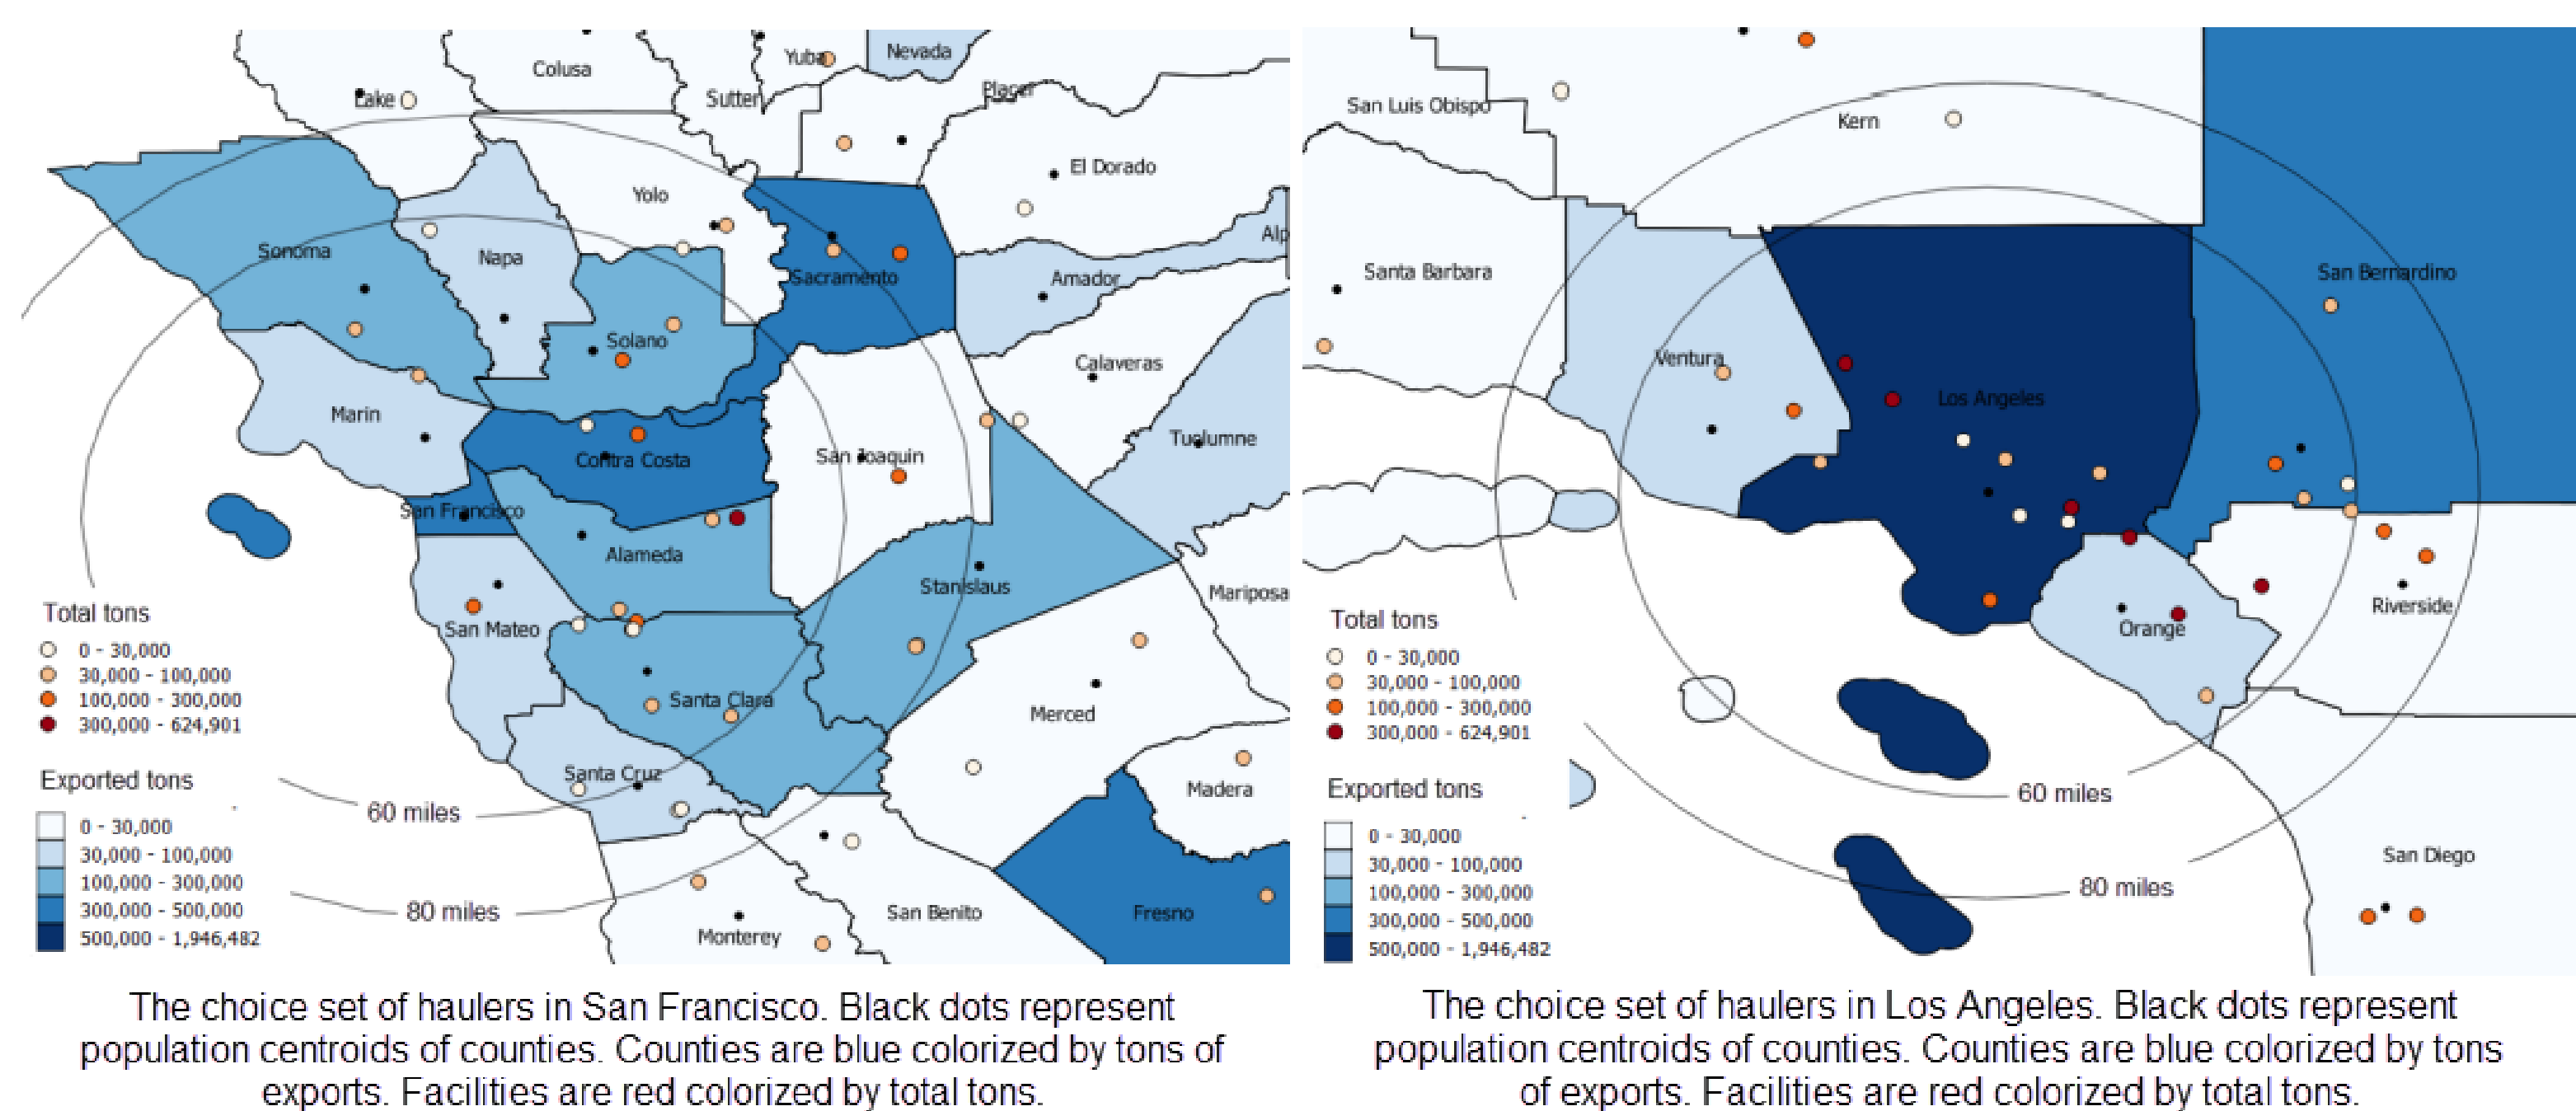 Colusa
Yuba
Nevada
Lake
Sutter
Placer
El Dorado
Yolo
Sonoma
Napa
Sacramento
Alp
Amador
Solano
Calaveras
Marin
Contra Costa
San Joaquin
Tuolumne
San Francisco
Alameda
Stanislaus
Mariposa
San Mateo
Santa Clara
Merced
Santa Cruz
Madera
San Benito
Fresno
Monterey
60 miles
80 miles
Total tons
0 - 30,000
30,000 - 100,000
100,000 - 300,000
300,000 - 624,901
Exported tons
0 - 30,000
30,000 - 100,000
100,000 - 300,000
300,000 - 500,000
500,000 - 1,946,482
The choice set of haulers in San Francisco. Black dots represent
population centroids of counties. Counties are blue colorized by tons of
exports. Facilities are red colorized by total tons.
San Luis Obispo
Kern
Santa Barbara
San Bernardino
Ventura
Los Angeles
Riverside
Orange
San Diego
60 miles
80 miles
Total tons
0 - 30,000
30,000 - 100,000
100,000 - 300,000
300,000 - 624,901
Exported tons
0 - 30,000
30,000 - 100,000
100,000 - 300,000
300,000 - 500,000
500,000 - 1,946,482
The choice set of haulers in Los Angeles. Black dots represent
population centroids of counties. Counties are blue colorized by tons
of exports. Facilities are red colorized by total tons.